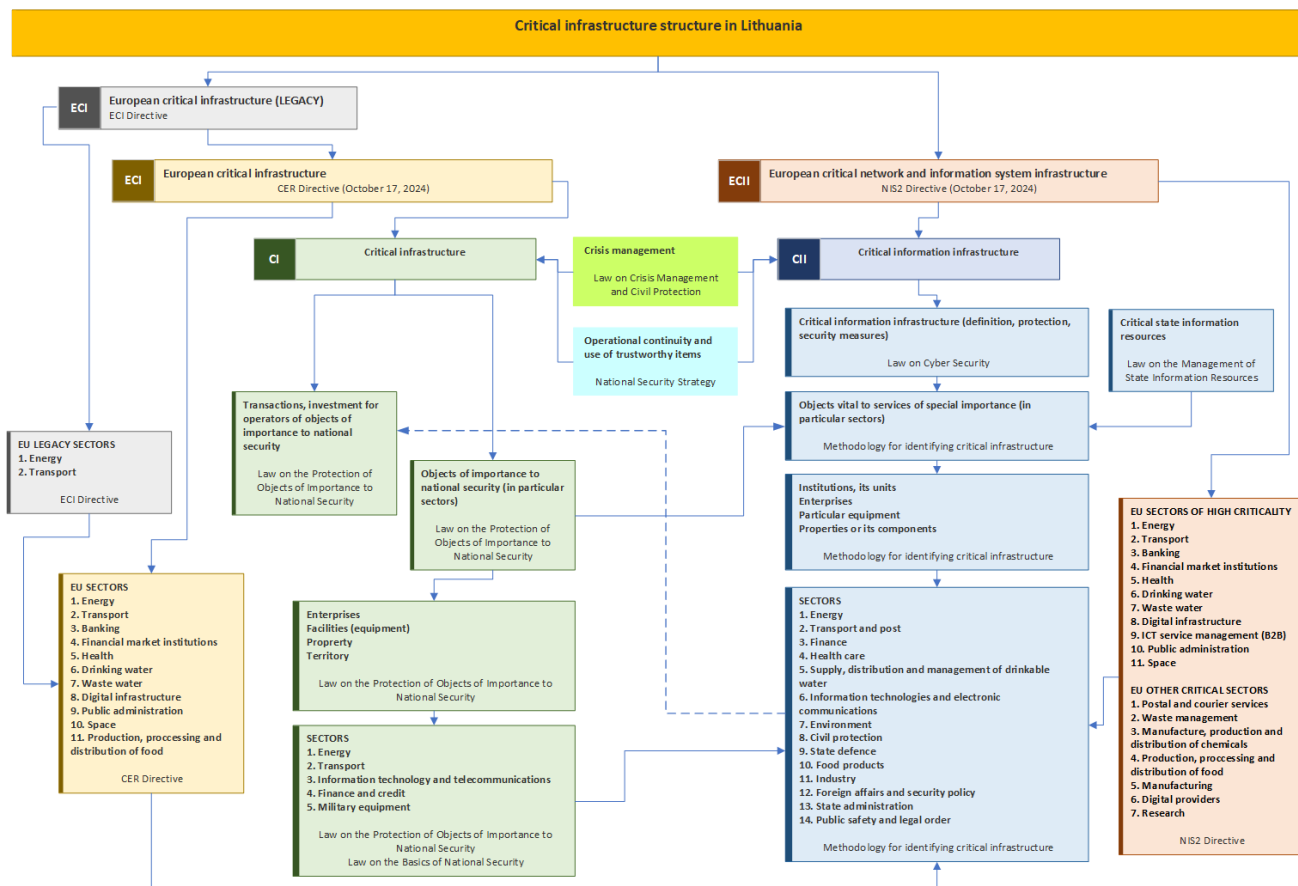 Critical infrastructure structure in Lithuania
ECI
European critical infrastructure (LEGACY)
ECI Directive
ECI
European critical infrastructure
CER Directive (October 17, 2024)
ECII
European critical network and information system infrastructure
NIS2 Directive (October 17, 2024)
CI
Critical infrastructure
Crisis management
Law on Crisis Management
and Civil Protection
CII
Critical information infrastructure
Operational continuity and
use of trustworthy items
National Security Strategy
Critical information infrastructure (definition, protection,
security measures)
Law on Cyber Security
Critical state information
resources
Law on the Management of
State Information Resources
Transactions, investment for
operators of objects of
importance to national
security
Law on the Protection of
Objects of Importance to
National Security
Objects vital to services of special importance (in
particular sectors)
Methodology for identifying critical infrastructure
EU LEGACY SECTORS
1. Energy
2. Transport
ECI Directive
Objects of importance to
national security (in particular
sectors)
Law on the Protection of
Objects of Importance to
National Security
Institutions, its units
Enterprises
Particular equipment
Properties or its components
Methodology for identifying critical infrastructure
EU SECTORS
1. Energy
2. Transport
3. Banking
4. Financial market institutions
5. Health
6. Drinking water
7. Waste water
8. Digital infrastructure
9. Public administration
10. Space
11. Production, proccessing and
distribution of food
CER Directive
Enterprises
Facilities (equipment)
Property
Territory
Law on the Protection of Objects of Importance to
National Security
SECTORS
1. Energy
2. Transport
3. Information technology and telecommunications
4. Finance and credit
5. Military equipment
Law on the Protection of Objects of Importance to
National Security
Law on the Basics of National Security
SECTORS
1. Energy
2. Transport and post
3. Finance
4. Health care
5. Supply, distribution and management of drinkable
water
6. Information technologies and electronic
communications
7. Environment
8. Civil protection
9. State defence
10. Food products
11. Industry
12. Foreign affairs and security policy
13. State administration
14. Public safety and legal order
Methodology for identifying critical infrastructure
EU SECTORS OF HIGH CRITICALITY
1. Energy
2. Transport
3. Banking
4. Financial market institutions
5. Health
6. Drinking water
7. Waste water
8. Digital infrastructure
9. ICT service management (B2B)
10. Public administration
11. Space
EU OTHER CRITICAL SECTORS
1. Postal and courier services
2. Waste management
3. Manufacture, production and
distribution of chemicals
4. Production, proccessing and
distribution of food
5. Manufacturing
6. Digital providers
7. Research
NIS2 Directive